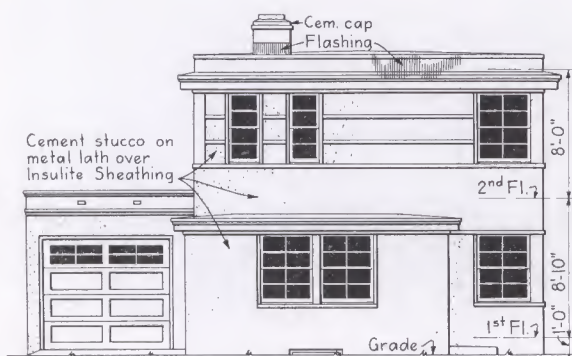 Cem. cap
Flashing
Cement stucco on
metal lath over
Insulite Sheathing
8'-0"
2nd Fl.
8'-10"
1st Fl.
1'-0"
Grade